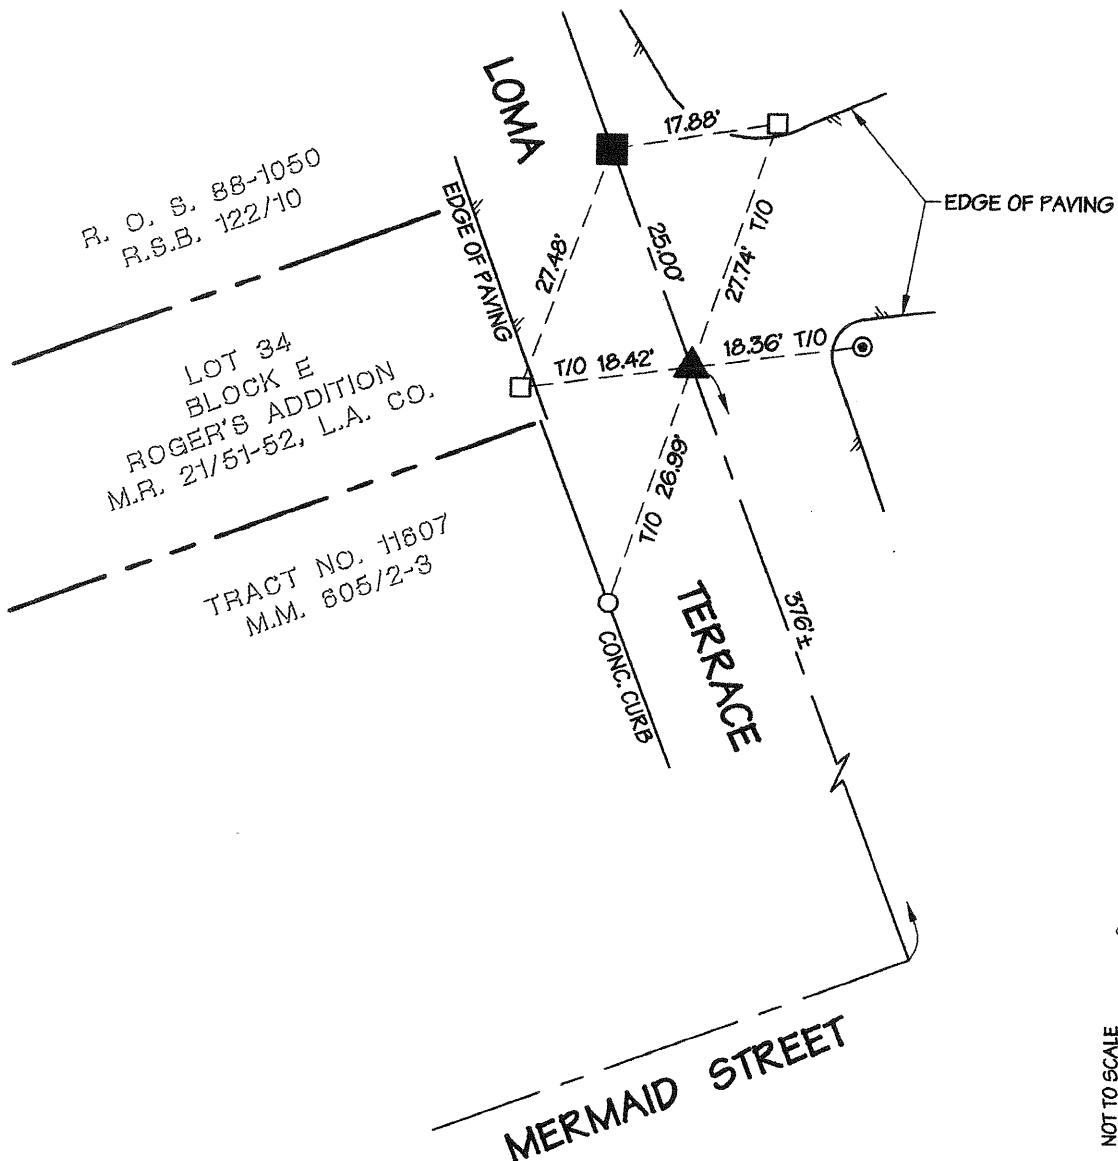 LOMA
17.88'
EDGE OF PAVING
R. O. S. 88-1050
R.S.B. 122/10
EDGE OF PAVING
27.48'
25.00'
27.74' T/O
T/O 18.42'
18.36' T/O
LOT 34
BLOCK E
ROGER'S ADDITION
M.R. 21/51-52, L.A. CO.
T/O 26.99'
TRACT NO. 11607
M.M. 605/2-3
TERRACE
376'±
CONC. CURB
MERMAID STREET
NOT TO SCALE